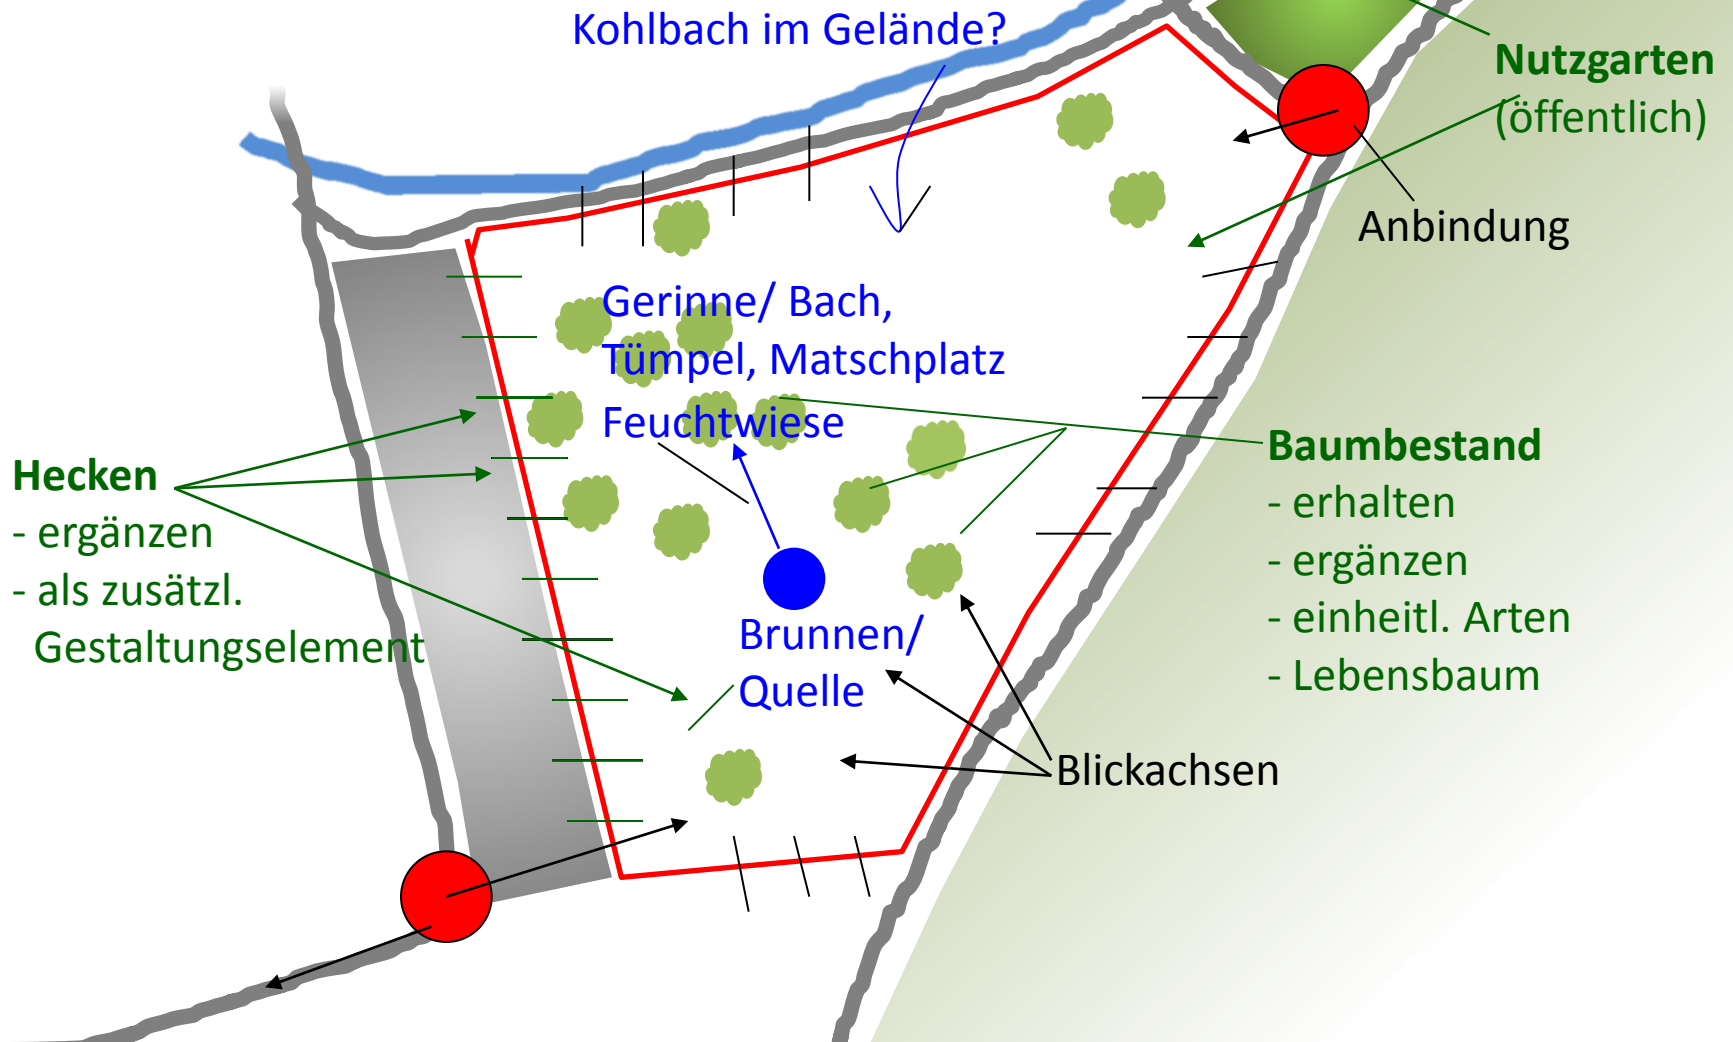 Kohlbach im Gelände?
Nutzgarten
(öffentlich)
Anbindung
Gerinne/ Bach,
Tümpel, Matschplatz
Feuchtwiese
Hecken
- ergänzen
- als zusätzl.
Gestaltungselement
Baumbestand
- erhalten
- ergänzen
- einheitl. Arten
- Lebensbaum
Brunnen/
Quelle
Blickachsen